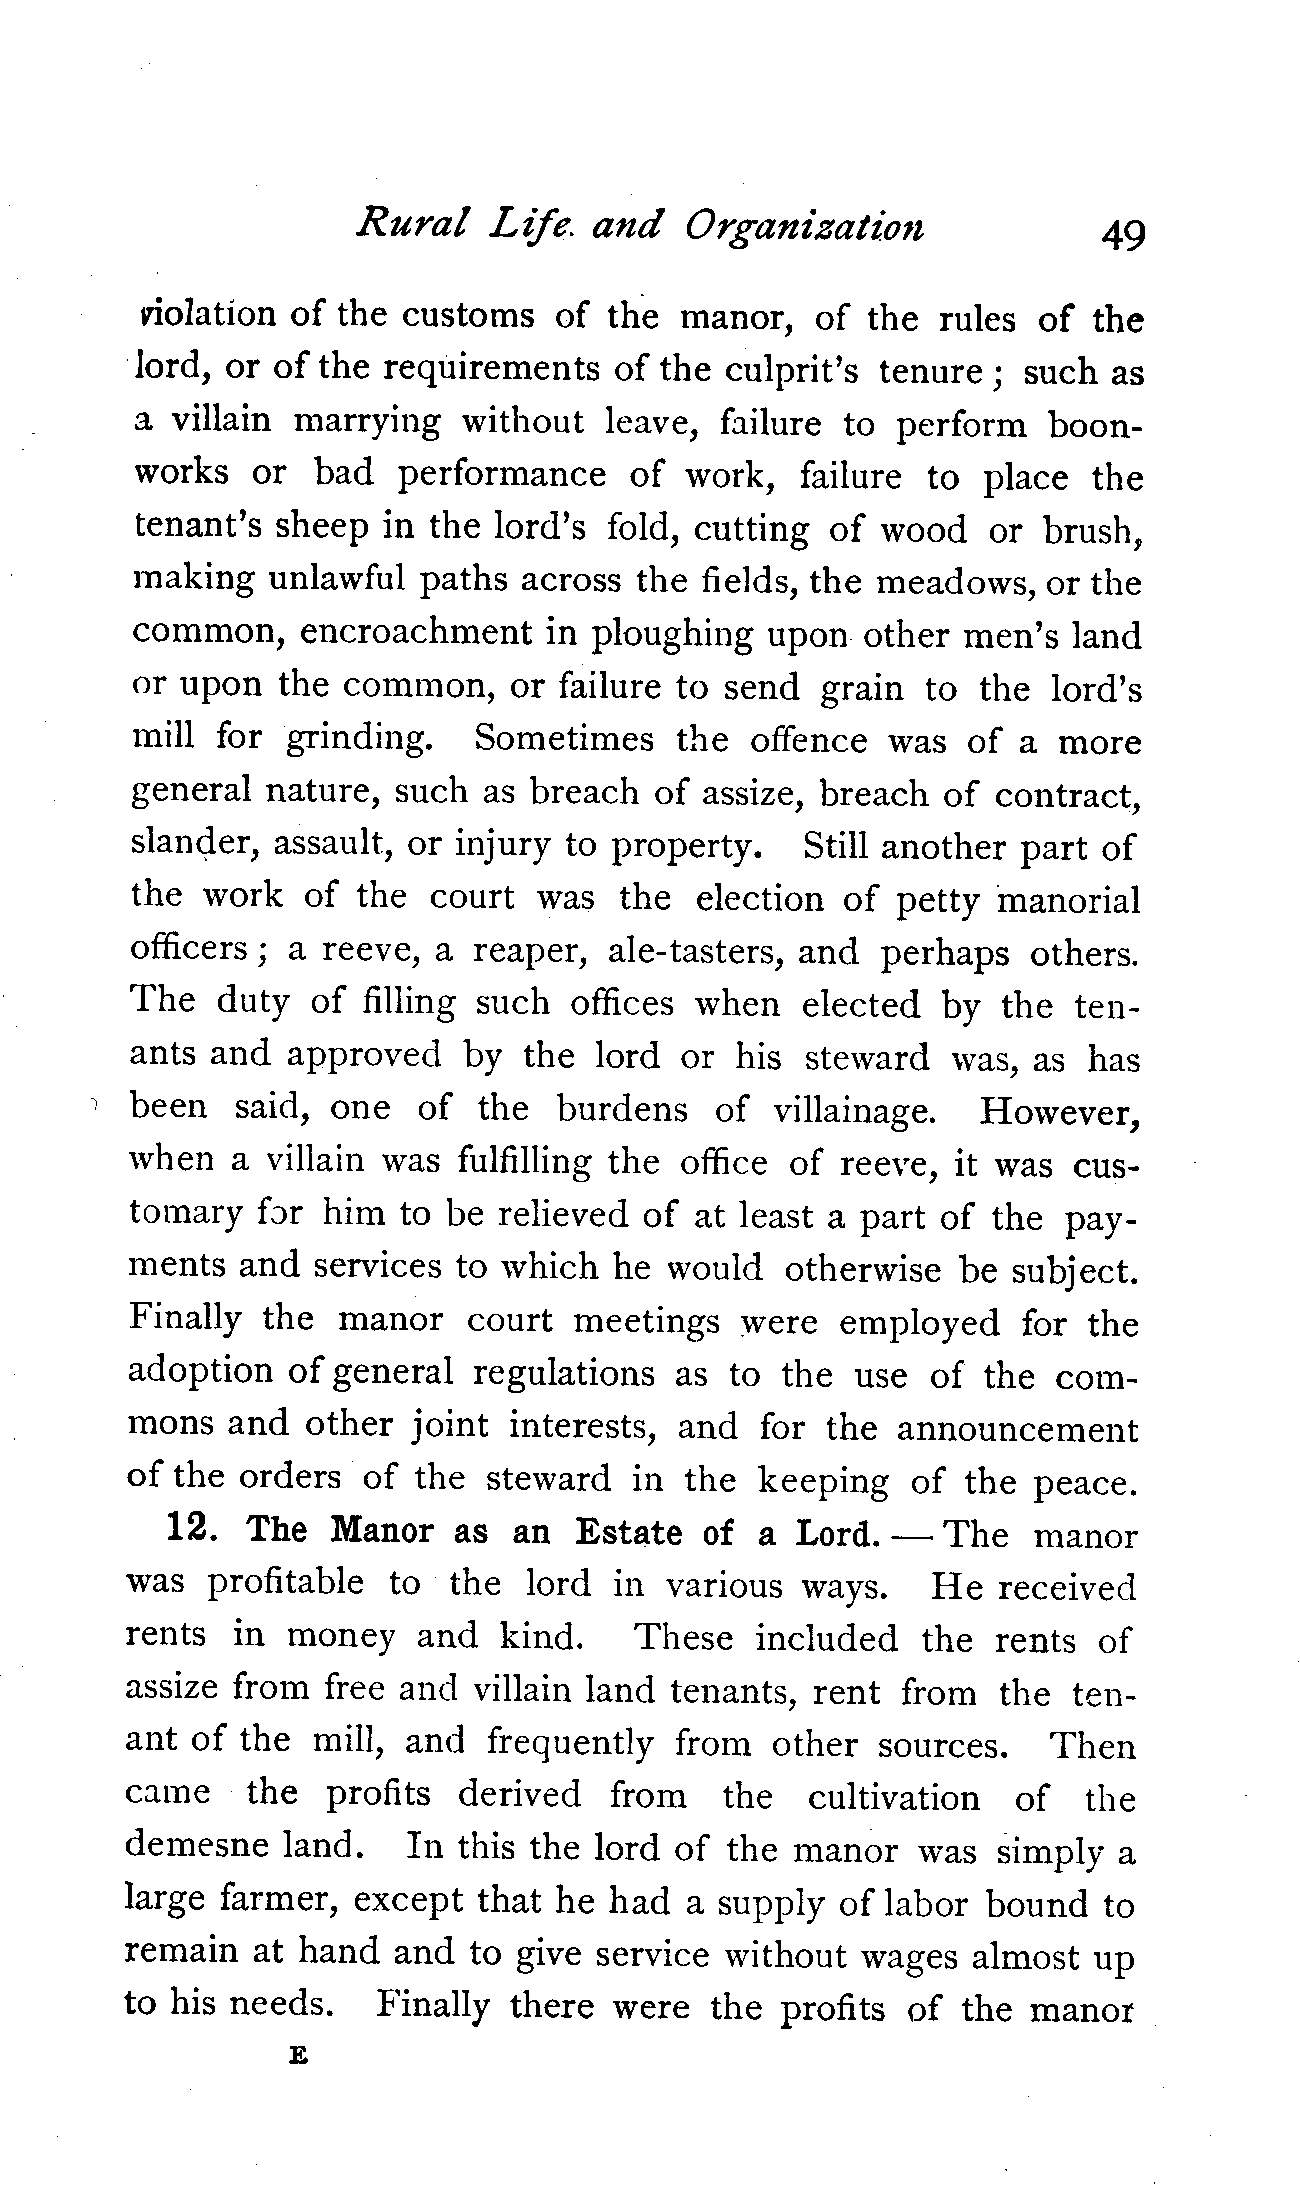 Rural Life and Organization 49
violation of the customs of the manor, of the rules of the
lord, or of the requirements of the culprit's tenure; such as
a villain marrying without leave, failure to perform boon-
works or bad performance of work, failure to place the
tenant's sheep in the lord's fold, cutting of wood or brush,
making unlawful paths across the fields, the meadows, or the
common, encroachment in ploughing upon other men's land
or upon the common, or failure to send grain to the lord's
mill for grinding. Sometimes the offence was of a more
general nature, such as breach of assize, breach of contract,
slander, assault, or injury to property. Still another part of
the work of the court was the election of petty manorial
officers; a reeve, a reaper, ale-tasters, and perhaps others.
The duty of filling such offices when elected by the ten-
ants and approved by the lord or his steward was, as has
been said, one of the burdens of villainage. However,
when a villain was fulfilling the office of reeve, it was cus-
tomary for him to be relieved of at least a part of the pay-
ments and services to which he would otherwise be subject.
Finally the manor court meetings were employed for the
adoption of general regulations as to the use of the com-
mons and other joint interests, and for the announcement
of the orders of the steward in the keeping of the peace.
12. The Manor as an Estate of a Lord. — The manor
was profitable to the lord in various ways. He received
rents in money and kind. These included the rents of
assize from free and villain land tenants, rent from the ten-
ant of the mill, and frequently from other sources. Then
came the profits derived from the cultivation of the
demesne land. In this the lord of the manor was simply a
large farmer, except that he had a supply of labor bound to
remain at hand and to give service without wages almost up
to his needs. Finally there were the profits of the manor
E